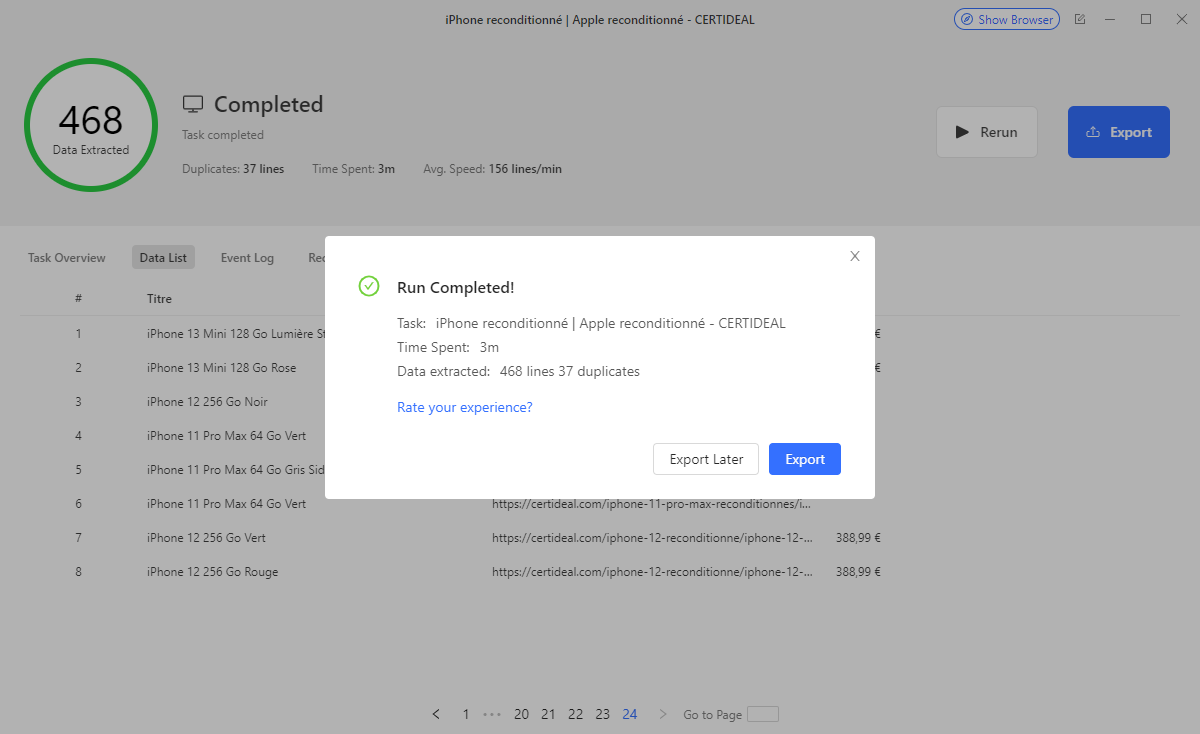 iPhone reconditionné | Apple reconditionné - CERTIDEAL
Show Browser
468
Data Extracted
Completed
Task completed
Duplicates: 37 lines Time Spent: 3m Avg. Speed: 156 lines/min
Rerun
Export
Task Overview Data List Event Log
# Titre
1 iPhone 13 Mini 128 Go Lumière €
2 iPhone 13 Mini 128 Go Rose €
3 iPhone 12 256 Go Noir
4 iPhone 11 Pro Max 64 Go Vert
5 iPhone 11 Pro Max 64 Go Gris Sid
6 iPhone 11 Pro Max 64 Go Vert https://certideal.com/iphone-11-pro-max-reconditionnes/i...
7 iPhone 12 256 Go Vert https://certideal.com/iphone-12-reconditionne/iphone-12-... 388,99 €
8 iPhone 12 256 Go Rouge https://certideal.com/iphone-12-reconditionne/iphone-12-... 388,99 €
Run Completed!
Task: iPhone reconditionné | Apple reconditionné - CERTIDEAL
Time Spent: 3m
Data extracted: 468 lines 37 duplicates
Rate your experience?
Export Later Export
1 ••• 20 21 22 23 24 Go to Page